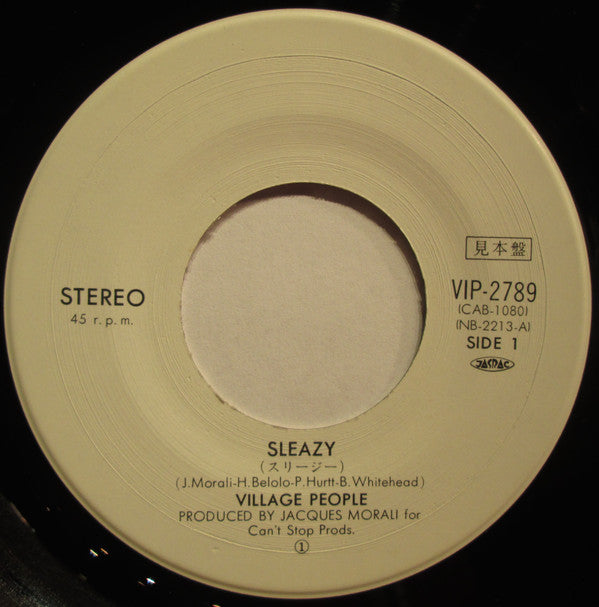 見本盤
STEREO
45 r.p.m.
VIP-2789
(CAB-1080)
(NB-2213-A)
SIDE 1
JASRAC
SLEAZY
(スリージー)
(J.Morali-H.Belolo-P.Hurtt-B.Whitehead)
VILLAGE PEOPLE
PRODUCED BY JACQUES MORALI for
Can't Stop Prods.
①